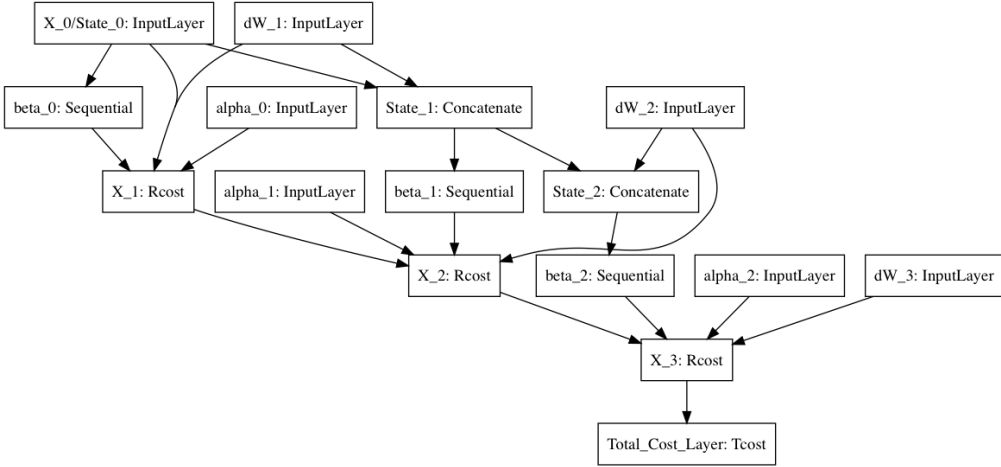 X_0/State_0: InputLayer
dW_1: InputLayer
beta_0: Sequential
alpha_0: InputLayer
State_1: Concatenate
dW_2: InputLayer
X_1: Rcost
alpha_1: InputLayer
beta_1: Sequential
State_2: Concatenate
X_2: Rcost
beta_2: Sequential
alpha_2: InputLayer
dW_3: InputLayer
X_3: Rcost
Total_Cost_Layer: Tcost